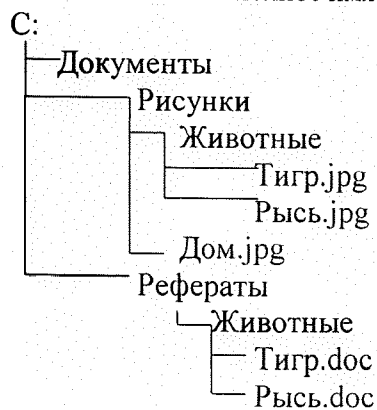 C:
Документы
Рисунки
Животные
Тигр.jpg
Рысь.jpg
Дом.jpg
Рефераты
Животные
Тигр.doc
Рысь.doc